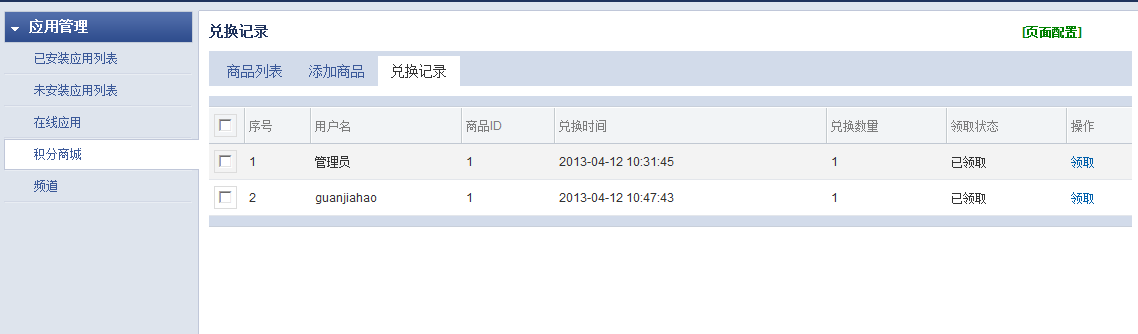 应用管理
已安装应用列表
未安装应用列表
在线应用
积分商城
频道
兑换记录 [页面配置]
商品列表 添加商品 兑换记录
序号 用户名 商品ID 兑换时间 兑换数量 领取状态 操作
1 管理员 1 2013-04-12 10:31:45 1 已领取 领取
2 guanjiahao 1 2013-04-12 10:47:43 1 已领取 领取